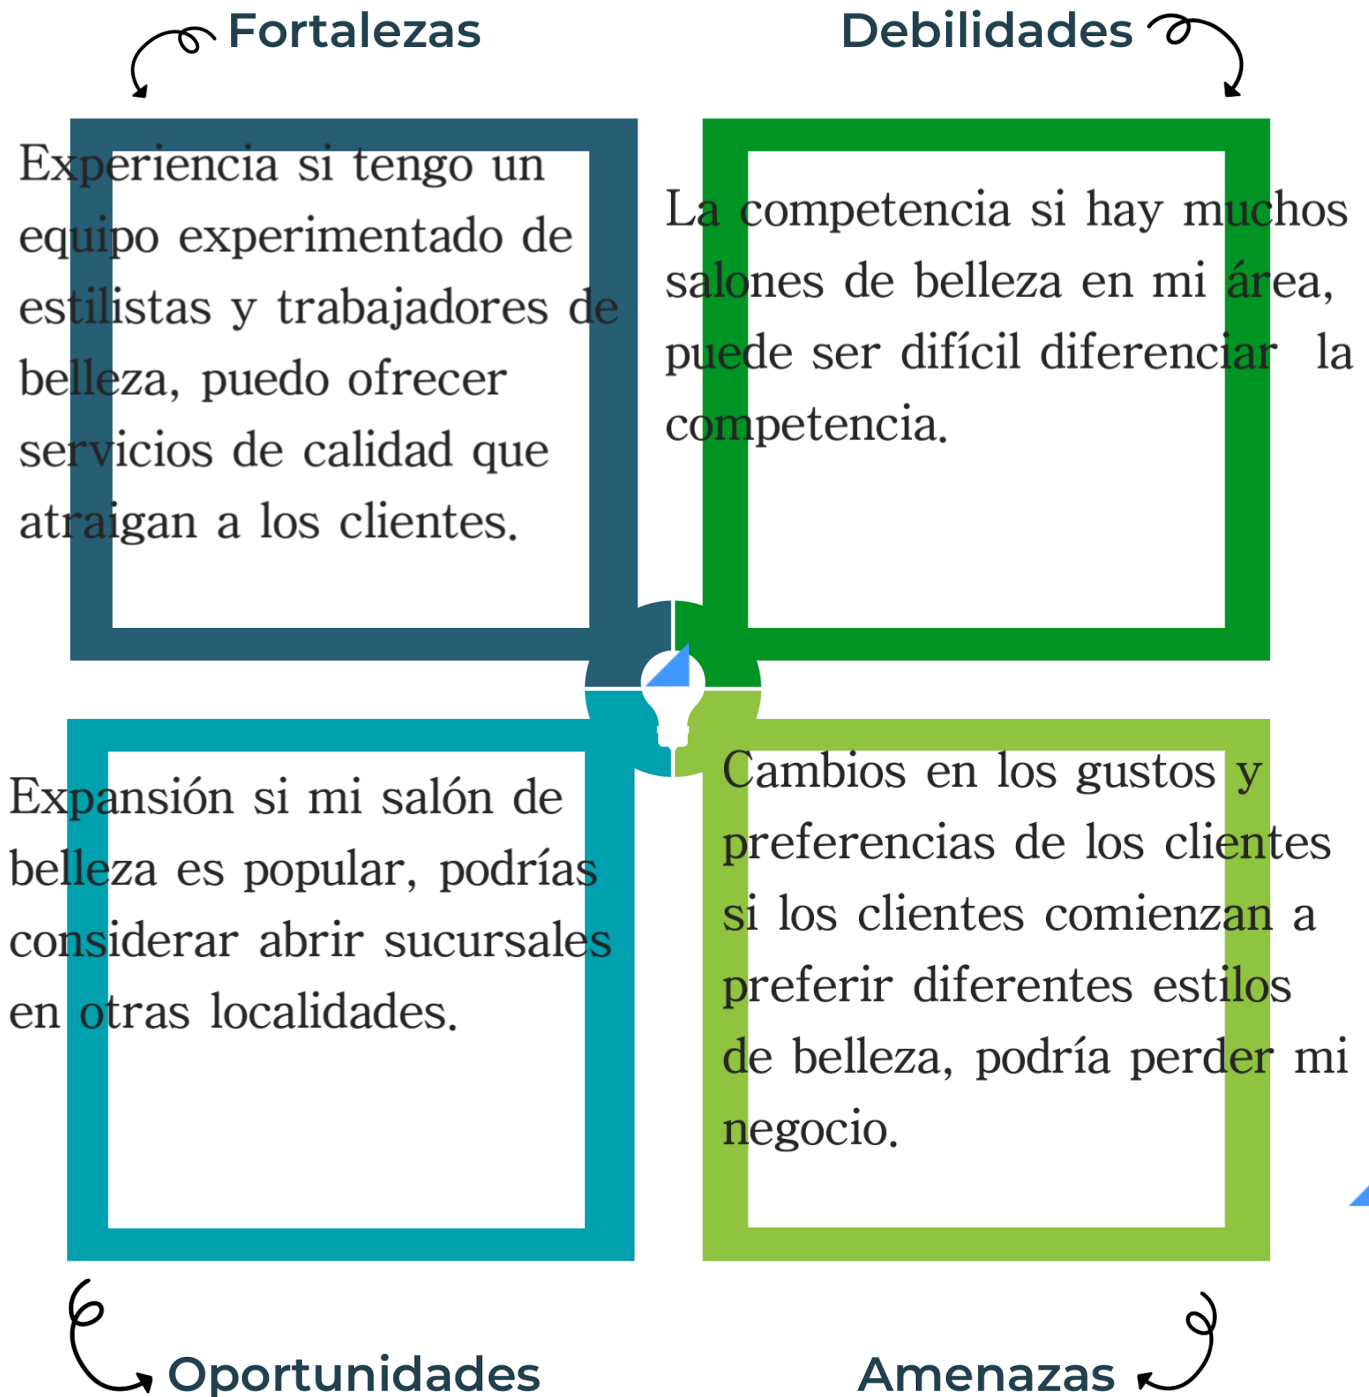 Fortalezas
Experiencia si tengo un
equipo experimentado de
estilistas y trabajadores de
belleza, puedo ofrecer
servicios de calidad que
atraigan a los clientes.
Debilidades
La competencia si hay muchos
salones de belleza en mi área,
puede ser difícil diferenciar la
competencia.
Expansión si mi salón de
belleza es popular, podrías
considerar abrir sucursales
en otras localidades.
Oportunidades
Cambios en los gustos y
preferencias de los clientes
si los clientes comienzan a
preferir diferentes estilos
de belleza, podría perder mi
negocio.
Amenazas